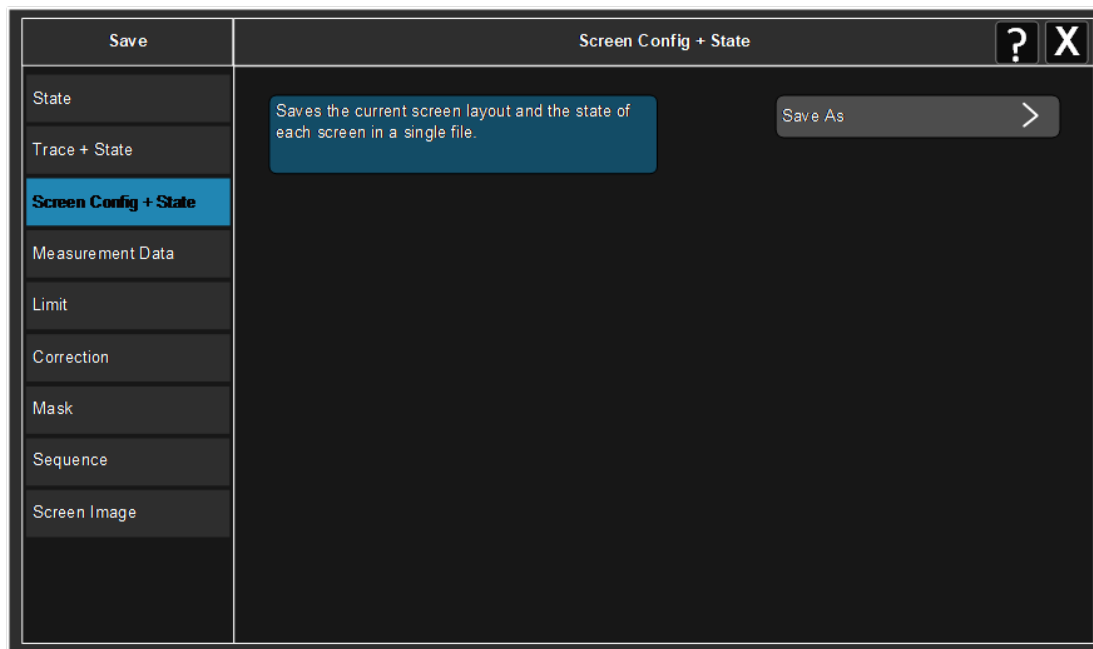 Save
Screen Config + State
? X
State
Trace + State
Screen Config + State
Measurement Data
Limit
Correction
Mask
Sequence
Screen Image
Saves the current screen layout and the state of
each screen in a single file.
Save As